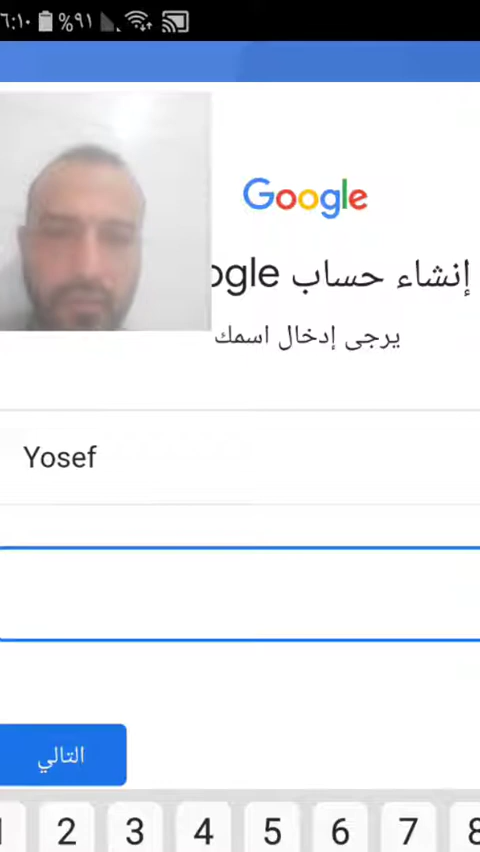 ٦:١٠ %٩١
Google
إنشاء حساب ogle
يرجى إدخال اسمك
Yosef
التالي
1 2 3 4 5 6 7 8